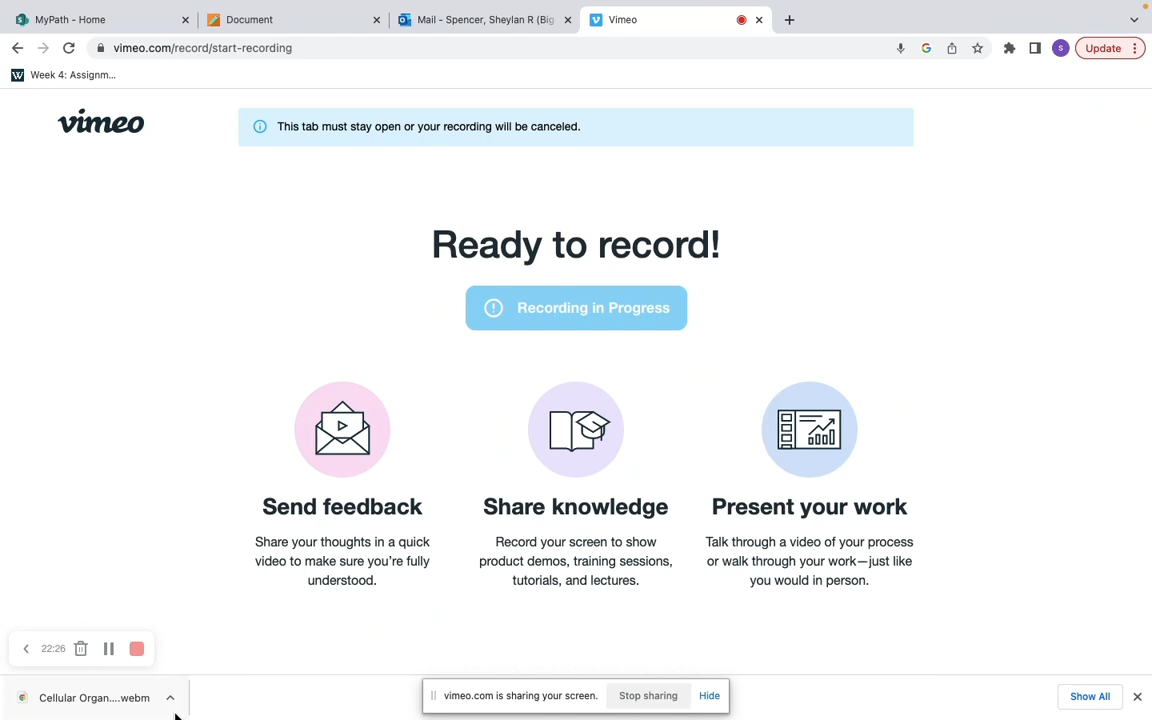 MyPath - Home
Document
Mail - Spencer, Sheylan R (Big
Vimeo
vimeo.com/record/start-recording
S
Update
W Week 4: Assignm...
vimeo
This tab must stay open or your recording will be canceled.
Ready to record!
Recording in Progress
Send feedback
Share your thoughts in a quick
video to make sure you're fully
understood.
Share knowledge
Record your screen to show
product demos, training sessions,
tutorials, and lectures.
Present your work
Talk through a video of your process
or walk through your work—just like
you would in person.
22:26
Cellular Organ....webm
vimeo.com is sharing your screen.
Stop sharing
Hide
Show All